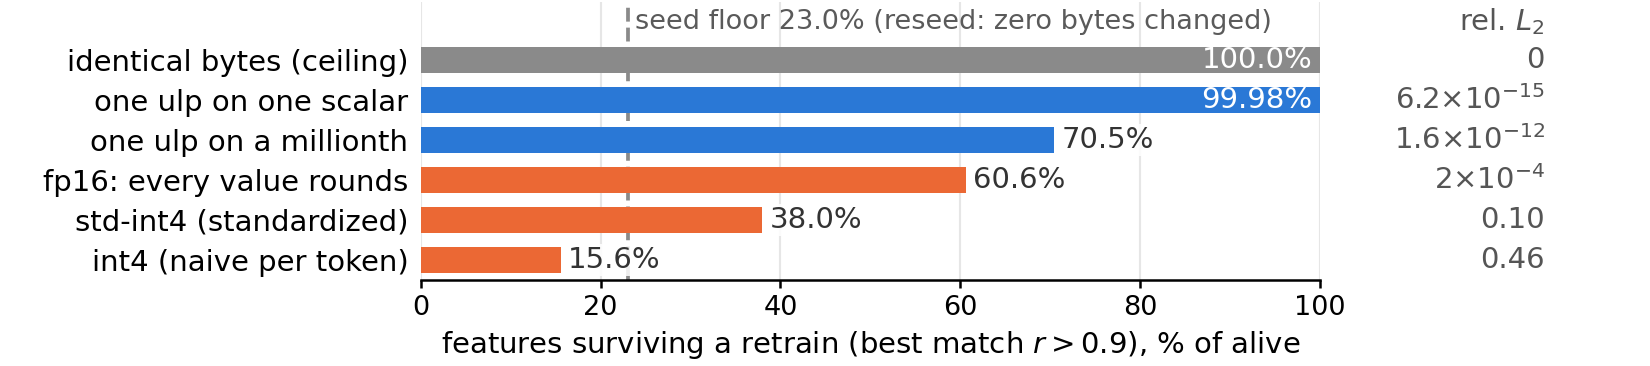 seed floor 23.0% (reseed: zero bytes changed) rel. L₂
identical bytes (ceiling) 100.0% 0
one ulp on one scalar 99.98% 6.2×10⁻¹⁵
one ulp on a millionth 70.5% 1.6×10⁻¹²
fp16: every value rounds 60.6% 2×10⁻⁴
std-int4 (standardized) 38.0% 0.10
int4 (naive per token) 15.6% 0.46
0 20 40 60 80 100
features surviving a retrain (best match r > 0.9), % of alive